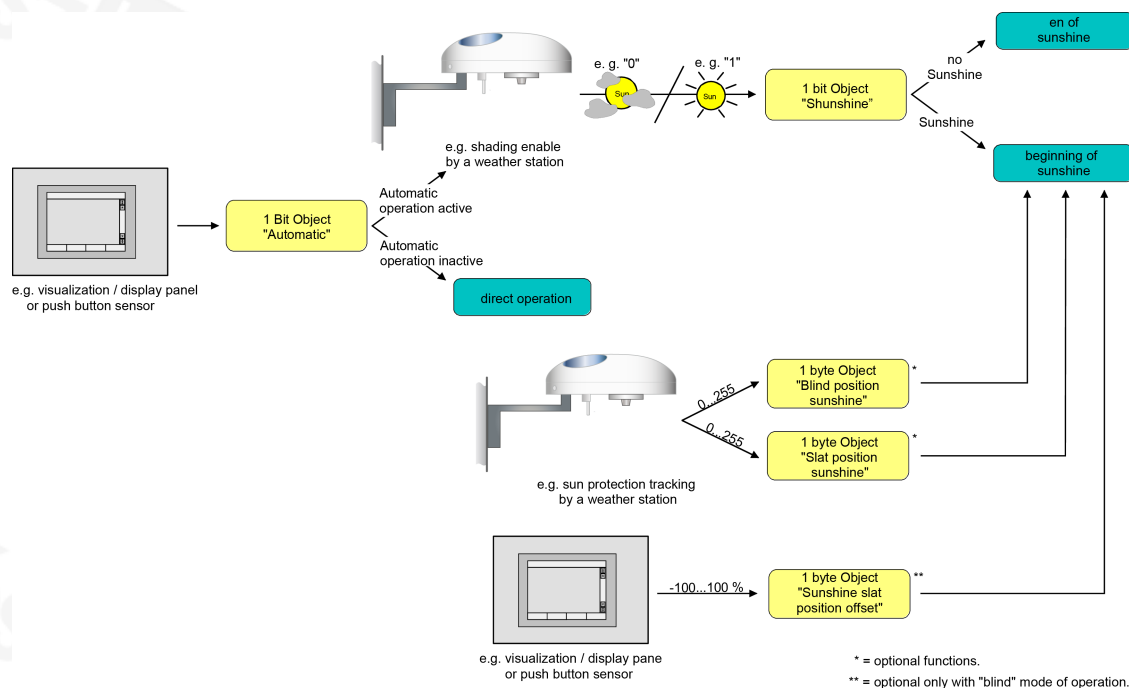 en of
sunshine
e. g. "0"
e. g. "1"
no
Sunshine
Sun
Sun
1 bit Object
"Shunshine"
Sunshine
e.g. shading enable
by a weather station
beginning of
sunshine
Automatic
operation active
1 Bit Object
"Automatic"
Automatic
operation inactive
e.g. visualization / display panel
or push button sensor
direct operation
1 byte Object
"Blind position
sunshine"
*
0...255
0...255
1 byte Object
"Slat position
sunshine"
*
e.g. sun protection tracking
by a weather station
-100...100 %
1 byte Object
"Sunshine slat
position offset"
**
e.g. visualization / display pane
or push button sensor
* = optional functions.
** = optional only with "blind" mode of operation.